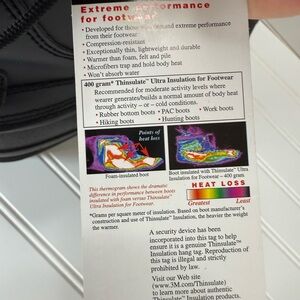 Extreme Performance
for footwear
• Developed for those who demand extreme performance
from their footwear
• Compression-resistant
• Exceptionally thin, lightweight and durable
• Warmer than foam, felt and pile
• Microfibers trap and hold body heat
• Won't absorb water
400 gram* Thinsulate™ Ultra Insulation for Footwear
Recommended for moderate activity levels where
wearer generates/builds a normal amount of body heat
through activity – or – cold conditions.
• Rubber bottom boots • PAC boots • Work boots
• Hiking boots • Hunting boots
Points of
heat loss
Foam-insulated boot
Boot insulated with Thinsulate™ Ultra
Insulation for Footwear – 400 gram
This thermogram shows the dramatic
difference in performance between boots
insulated with foam versus Thinsulate™
Ultra Insulation for Footwear.
HEAT LOSS
Greatest Least
*Grams per square meter of insulation. Based on boot manufacturer's
construction and use of Thinsulate™ Insulation, the heavier the weight
the warmer.
A security device has been
incorporated into this tag to help
ensure it is a genuine Thinsulate™
Insulation hang tag. Reproduction of
this tag is illegal and strictly
prohibited by law.
Visit our Web site
(www.3M.com/Thinsulate)
to learn more about authentic
Thinsulate™ Insulation products.